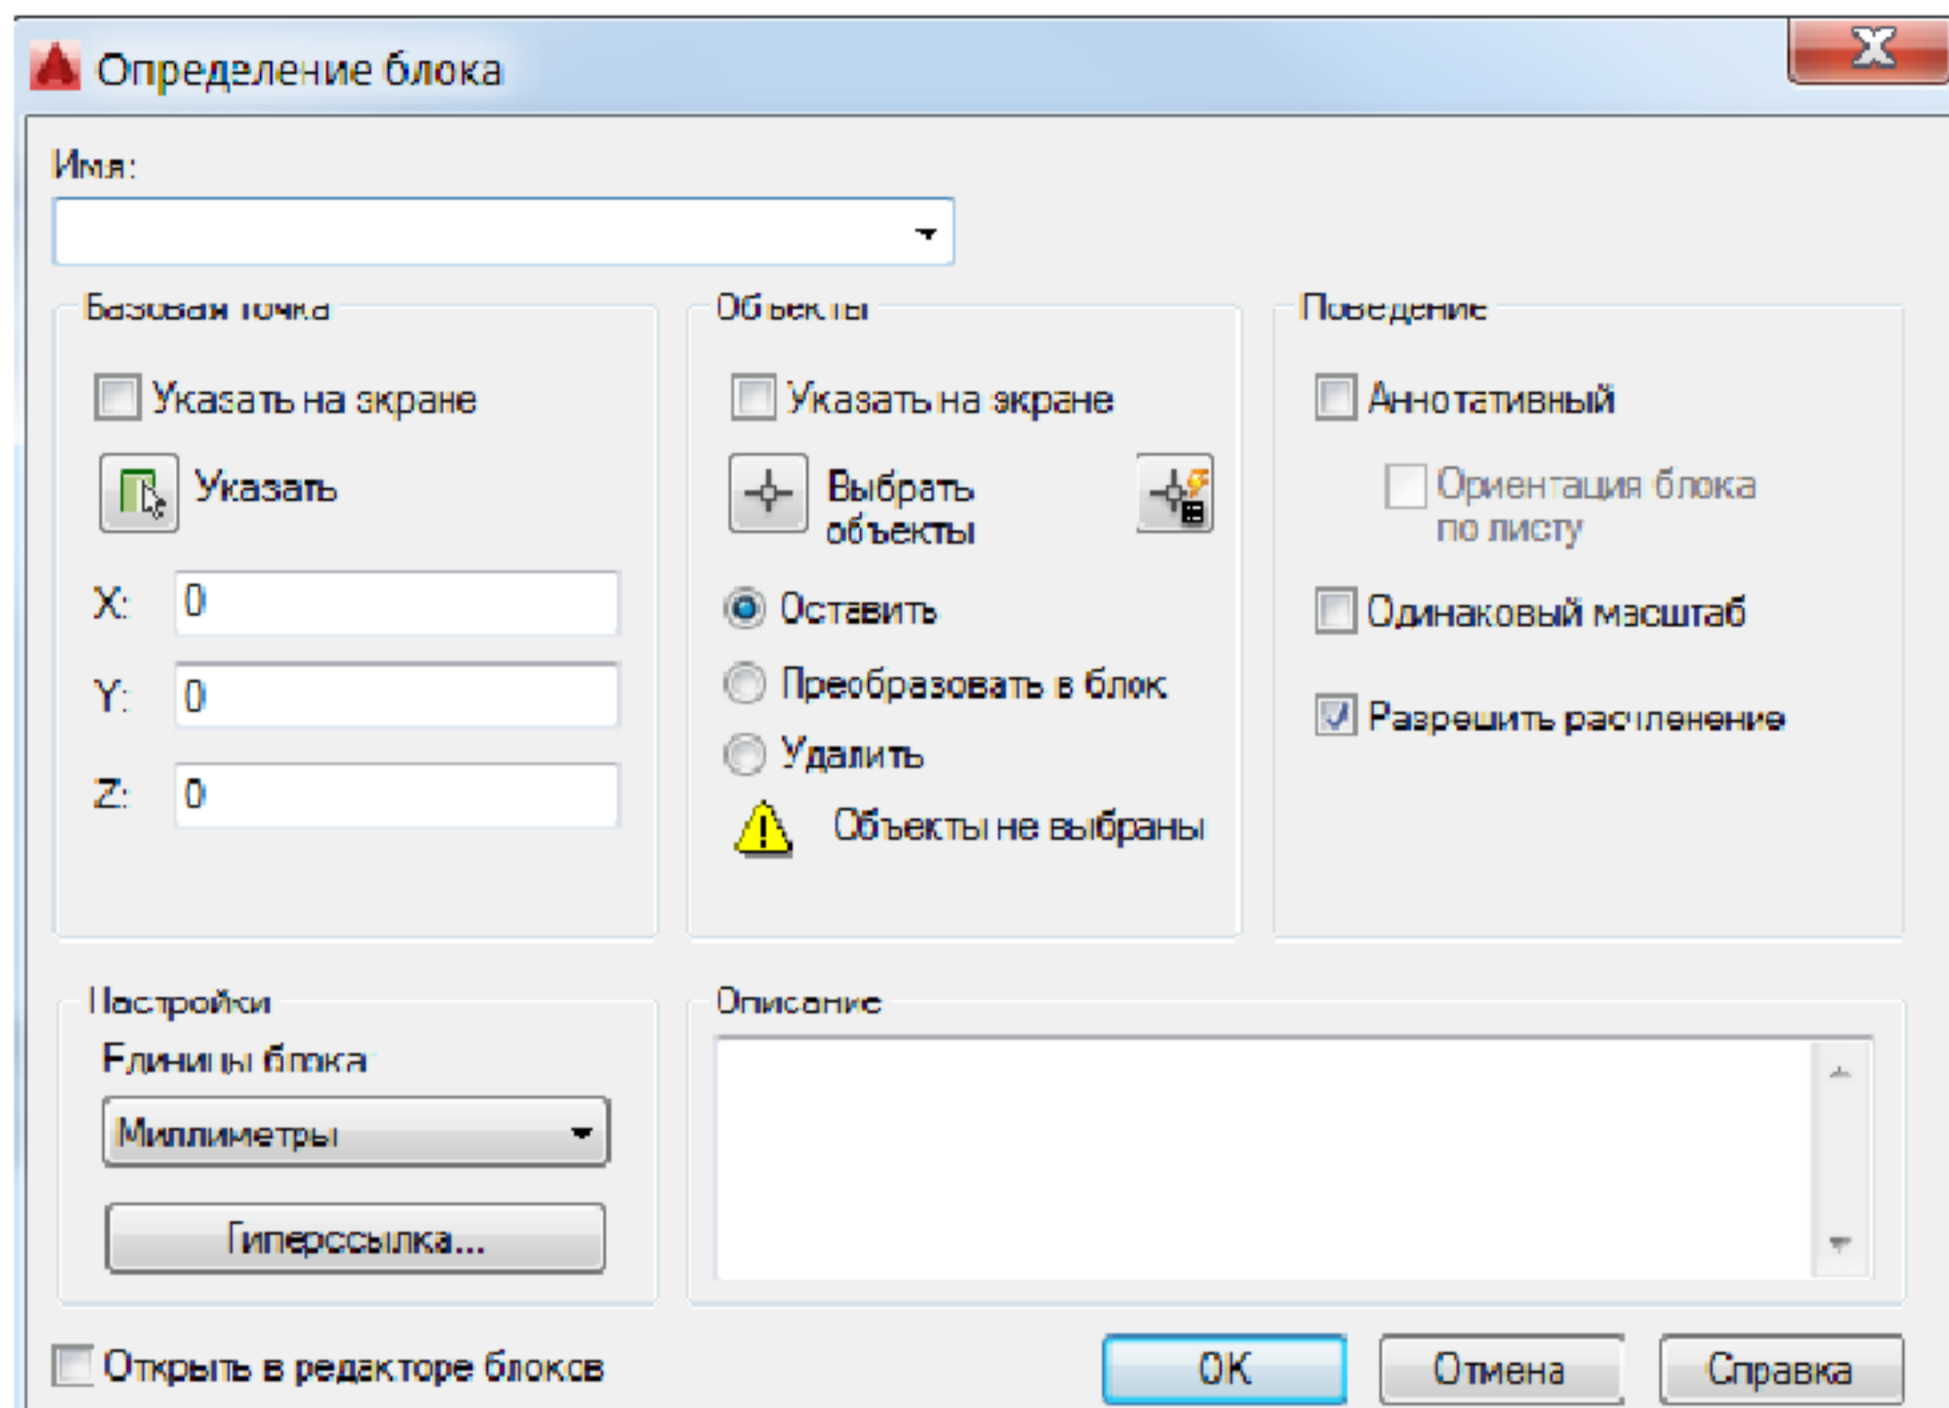 Определение блока
Имя:
Базовая точка
Объекты
Поведение
Указать на экране
Указать на экране
Аннотативный
Указать
Выбрать
объекты
Ориентация блока
по листу
X: 0
Оставить
Одинаковый масштаб
Y: 0
Преобразовать в блок
Разрешить расчленение
Z: 0
Удалить
Объекты не выбраны
Настройки
Описание
Единицы блока
Миллиметры
Гиперссылка...
Открыть в редакторе блоков
ОК
Отмена
Справка